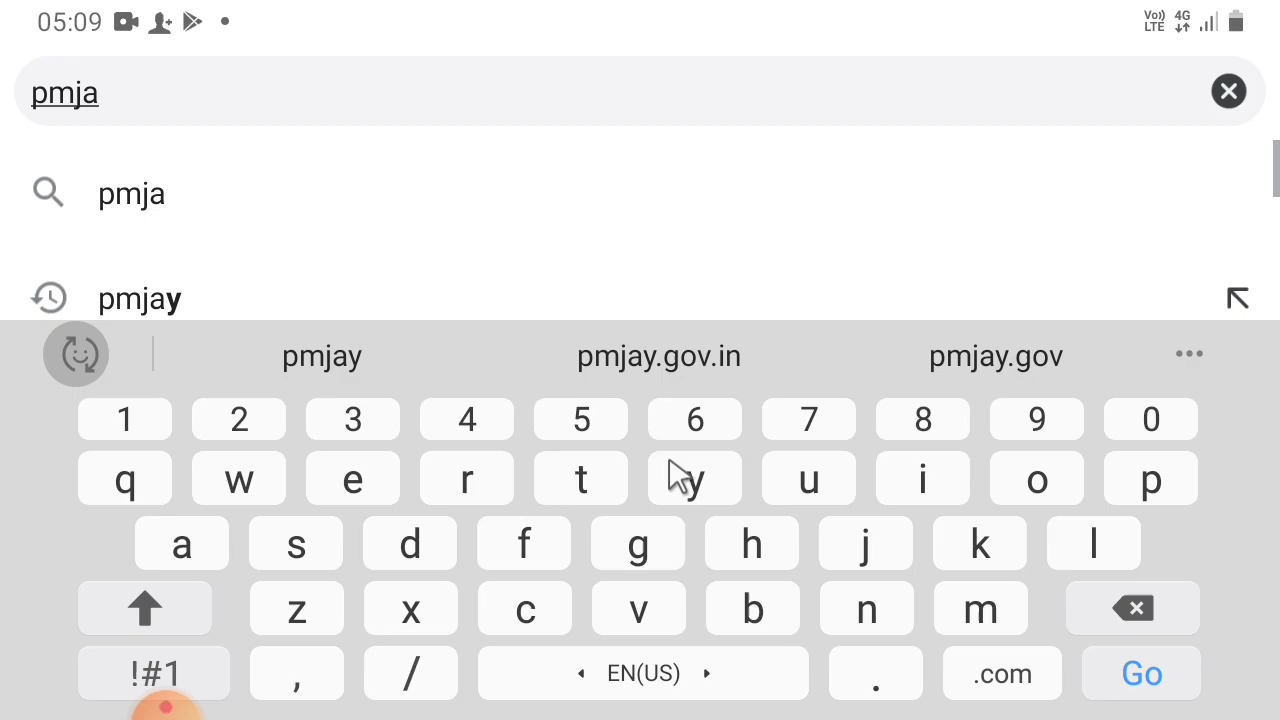 05:09 Vo) LTE 4G
pmja
pmja
pmjay
pmjay pmjay.gov.in pmjay.gov
1 2 3 4 5 6 7 8 9 0
q w e r t y u i o p
a s d f g h j k l
z x c v b n m
!#1 , / EN(US) . .com Go